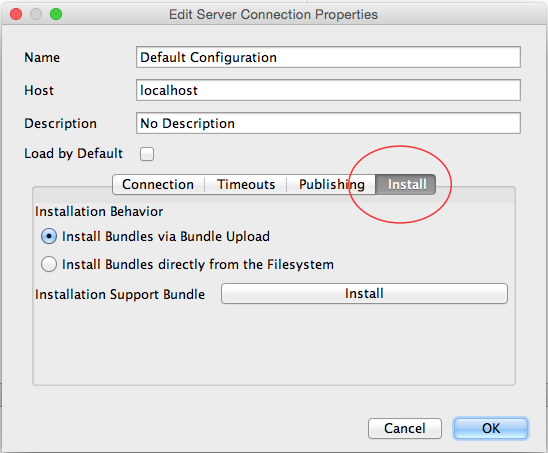 Edit Server Connection Properties
Name Default Configuration
Host localhost
Description No Description
Load by Default
Connection Timeouts Publishing Install
Installation Behavior
Install Bundles via Bundle Upload
Install Bundles directly from the Filesystem
Installation Support Bundle Install
Cancel OK